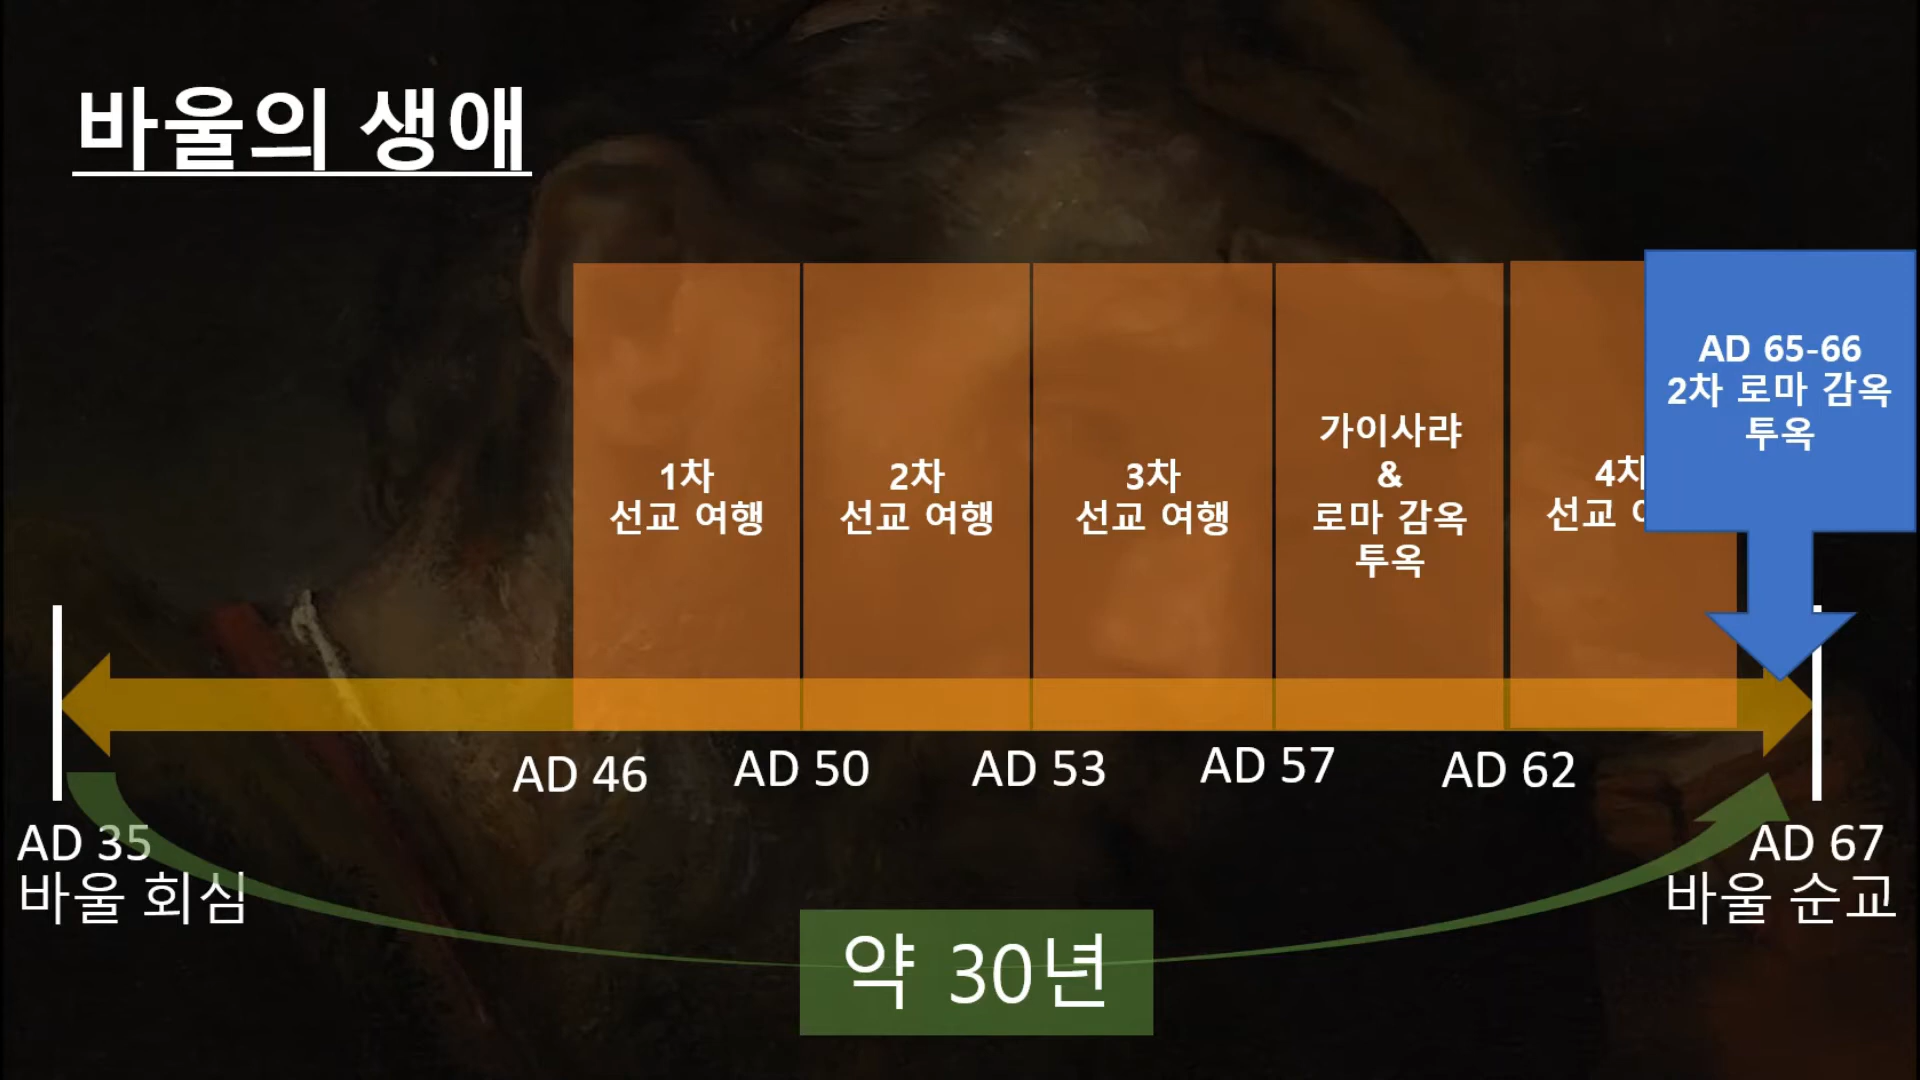 바울의 생애
1차
선교 여행
2차
선교 여행
3차
선교 여행
가이사랴
&
로마 감옥
투옥
4차
선교
AD 65-66
2차 로마 감옥
투옥
AD 46
AD 50
AD 53
AD 57
AD 62
AD 35
바울 회심
AD 67
바울 순교
약 30년